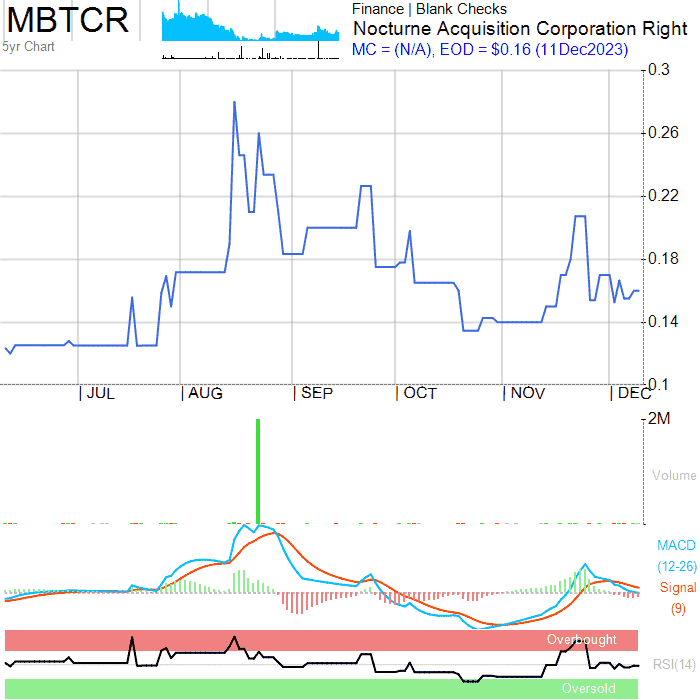 MBTCR
5yr Chart
Finance | Blank Checks
Nocturne Acquisition Corporation Right
MC = (N/A), EOD = $0.16 (11Dec2023)
0.3
0.26
0.22
0.18
0.14
0.1
| JUL | AUG | SEP | OCT | NOV | DEC
2M
Volume
MACD
(12-26)
Signal
(9)
Overbought
RSI(14)
Oversold